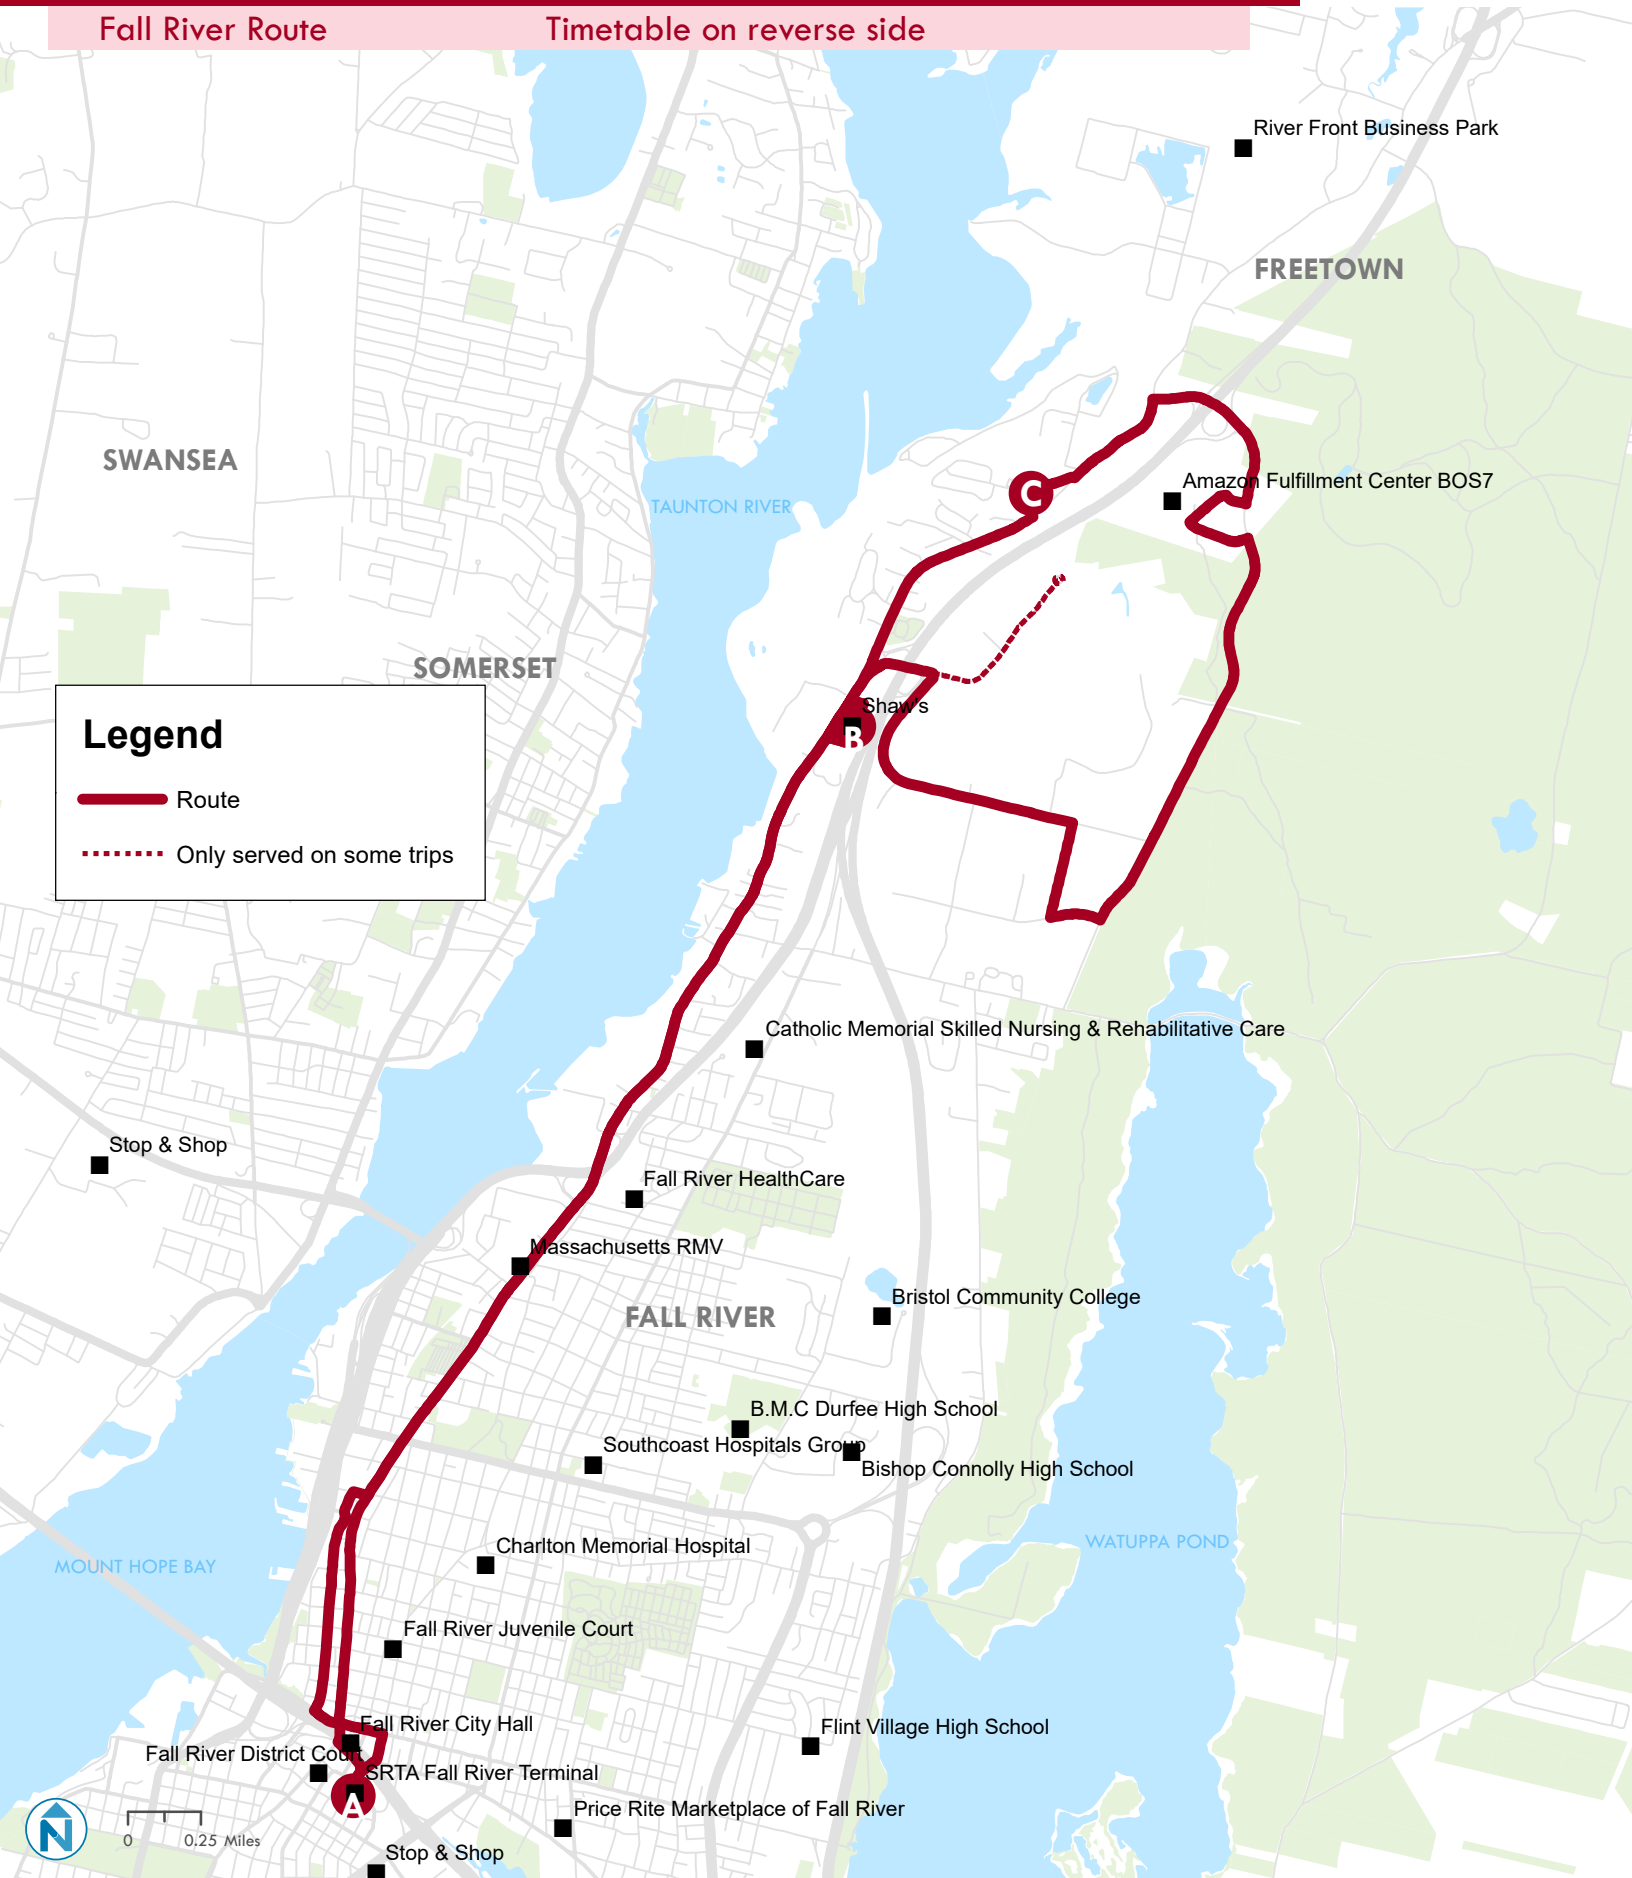 Fall River Route
Timetable on reverse side
River Front Business Park
FREETOWN
SWANSEA
Amazon Fulfillment Center BOS7
C
TAUNTON RIVER
SOMERSET
Shaw's
B
Legend
Route
Only served on some trips
Catholic Memorial Skilled Nursing & Rehabilitative Care
Stop & Shop
Fall River HealthCare
Massachusetts RMV
Bristol Community College
FALL RIVER
B.M.C Durfee High School
Southcoast Hospitals Group
Bishop Connolly High School
WATUPPA POND
Charlton Memorial Hospital
MOUNT HOPE BAY
Fall River Juvenile Court
Fall River City Hall
Flint Village High School
Fall River District Court
SRTA Fall River Terminal
A
Price Rite Marketplace of Fall River
N
0 0.25 Miles
Stop & Shop